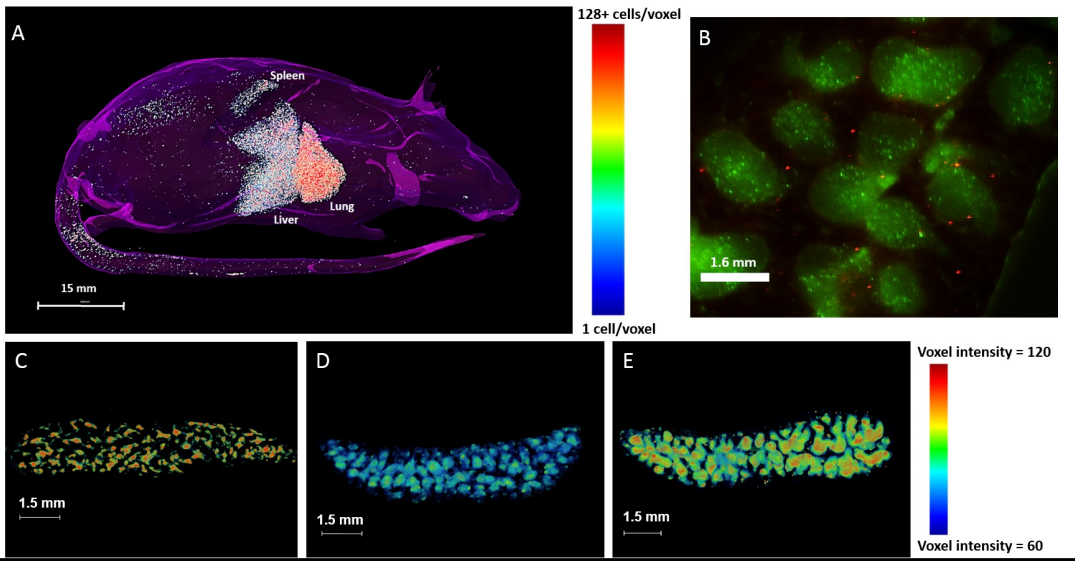 A
Spleen
Liver
Lung
15 mm
128+ cells/voxel
1 cell/voxel
B
1.6 mm
C
1.5 mm
D
1.5 mm
E
1.5 mm
Voxel intensity = 120
Voxel intensity = 60